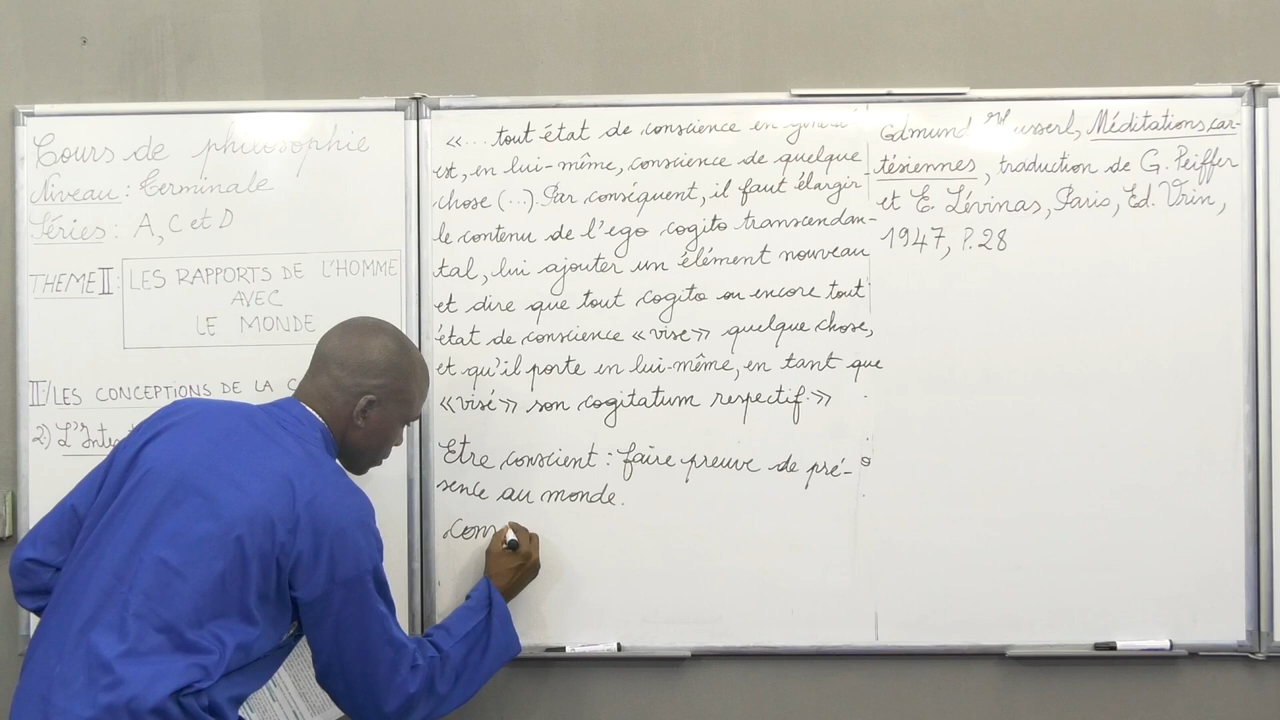 Cours de philosophie
Niveau : Terminale
Séries : A, C et D
THEME II : LES RAPPORTS DE L'HOMME
AVEC
LE MONDE
II / LES CONCEPTIONS DE LA
2) L'
«... tout état de conscience en général
est, en lui-même, conscience de quelque
chose (...). Par conséquent, il faut élargir
le contenu de l'ego cogito transcendan-
tal, lui ajouter un élément nouveau
et dire que tout cogito ou encore tout
état de conscience «vise» quelque chose,
et qu'il porte en lui-même, en tant que
«visé» son cogitatum respectif.»
Etre conscient : faire preuve de pré-
sence au monde.
Cons
Edmund Husserl, Méditations car-
tésiennes, traduction de G. Peiffer
et E. Lévinas, Paris, Ed. Vrin,
1947, P.28